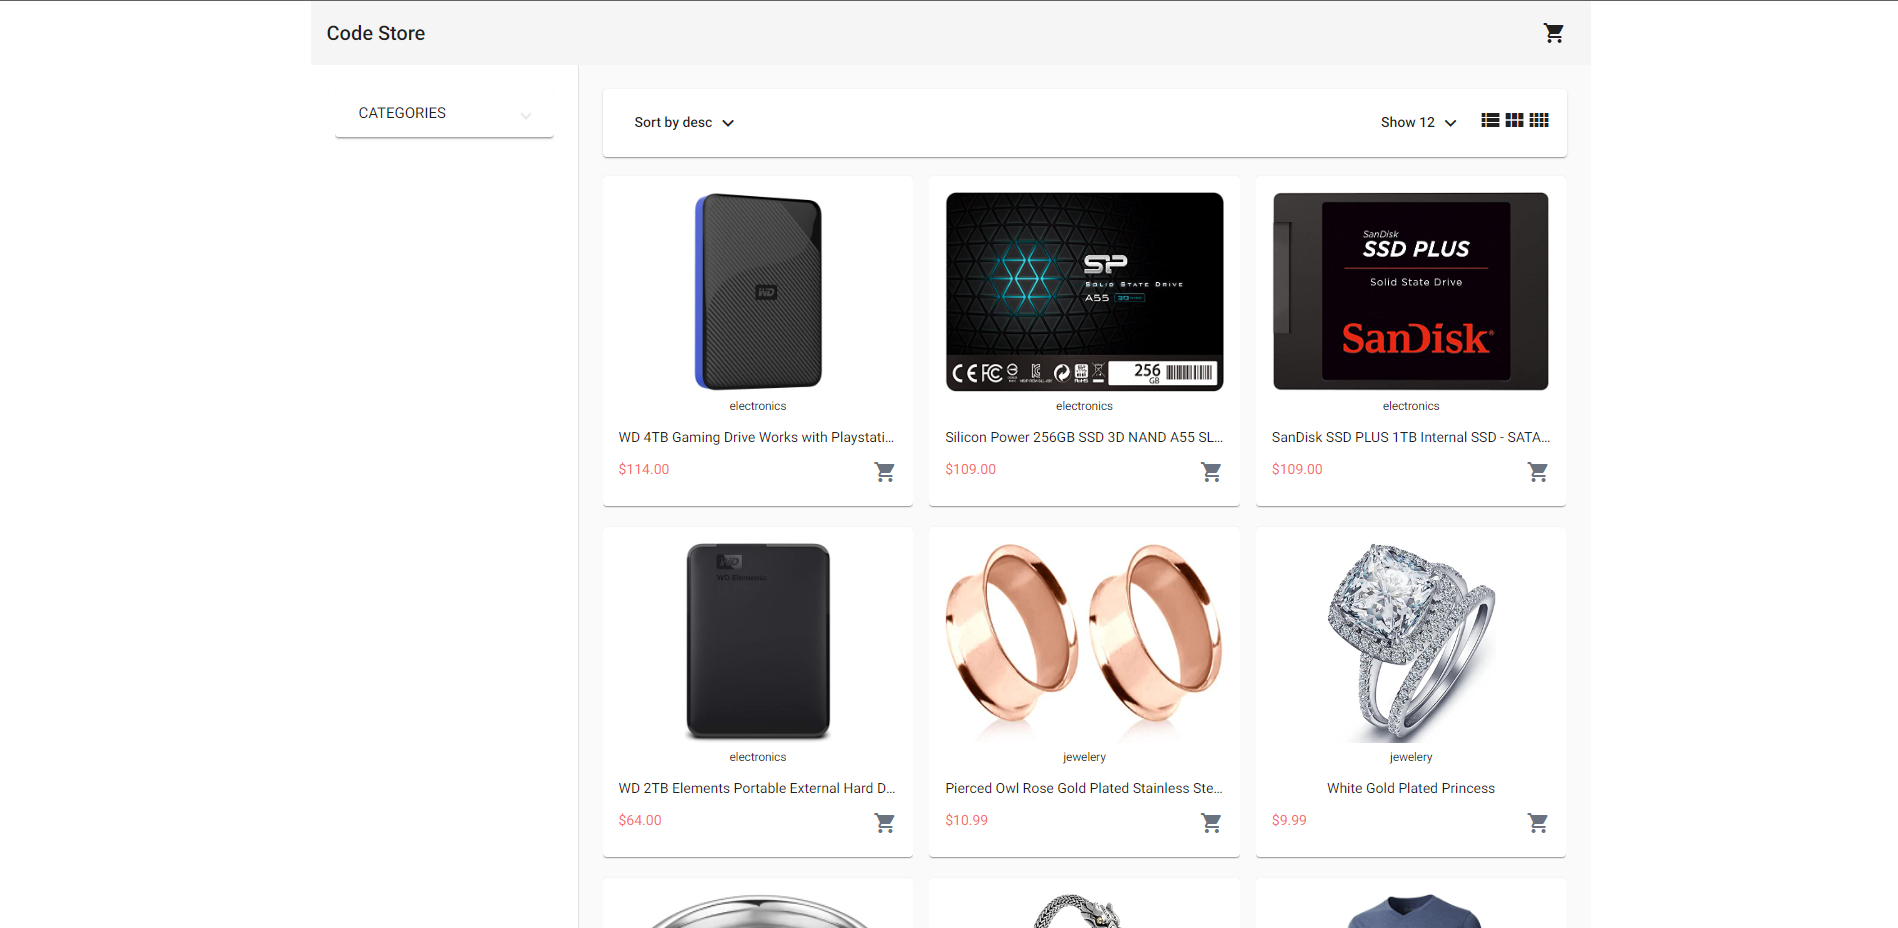 Code Store
CATEGORIES
Sort by desc
Show 12
WD
SP
SOLID STATE DRIVE
A55
256
GB
SanDisk
SSD PLUS
Solid State Drive
SanDisk
electronics
electronics
electronics
WD 4TB Gaming Drive Works with Playstati...
Silicon Power 256GB SSD 3D NAND A55 SL...
SanDisk SSD PLUS 1TB Internal SSD - SATA...
$114.00
$109.00
$109.00
WD
WD Elements
electronics
jewelery
jewelery
WD 2TB Elements Portable External Hard D...
Pierced Owl Rose Gold Plated Stainless Ste...
White Gold Plated Princess
$64.00
$10.99
$9.99